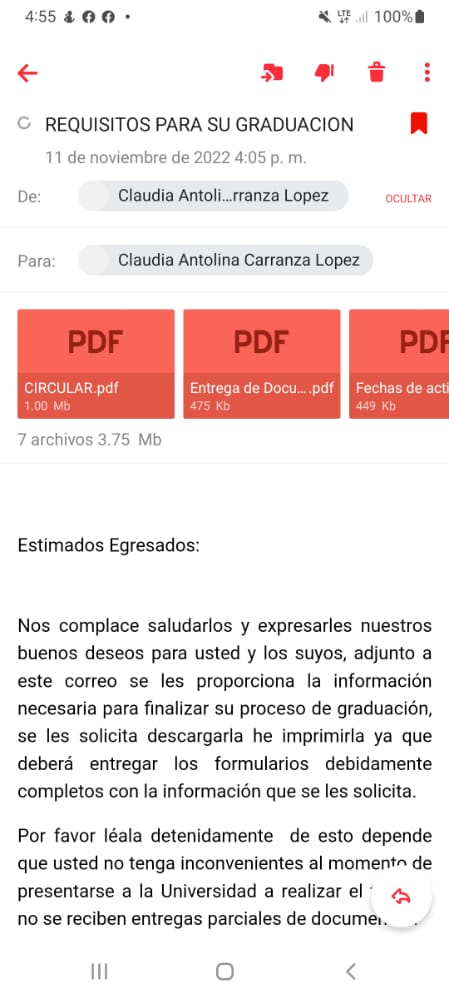 4:55
LTE
100%
REQUISITOS PARA SU GRADUACION
11 de noviembre de 2022 4:05 p. m.
De: Claudia Antoli...rranza Lopez OCULTAR
Para: Claudia Antolina Carranza Lopez
PDF PDF PDF
CIRCULAR.pdf Entrega de Docu....pdf Fechas de acti
1.00 Mb 475 Kb 449 Kb
7 archivos 3.75 Mb
Estimados Egresados:
Nos complace saludarlos y expresarles nuestros
buenos deseos para usted y los suyos, adjunto a
este correo se les proporciona la información
necesaria para finalizar su proceso de graduación,
se les solicita descargarla he imprimirla ya que
deberá entregar los formularios debidamente
completos con la información que se les solicita.
Por favor léala detenidamente de esto depende
que usted no tenga inconvenientes al momento de
presentarse a la Universidad a realizar el
no se reciben entregas parciales de